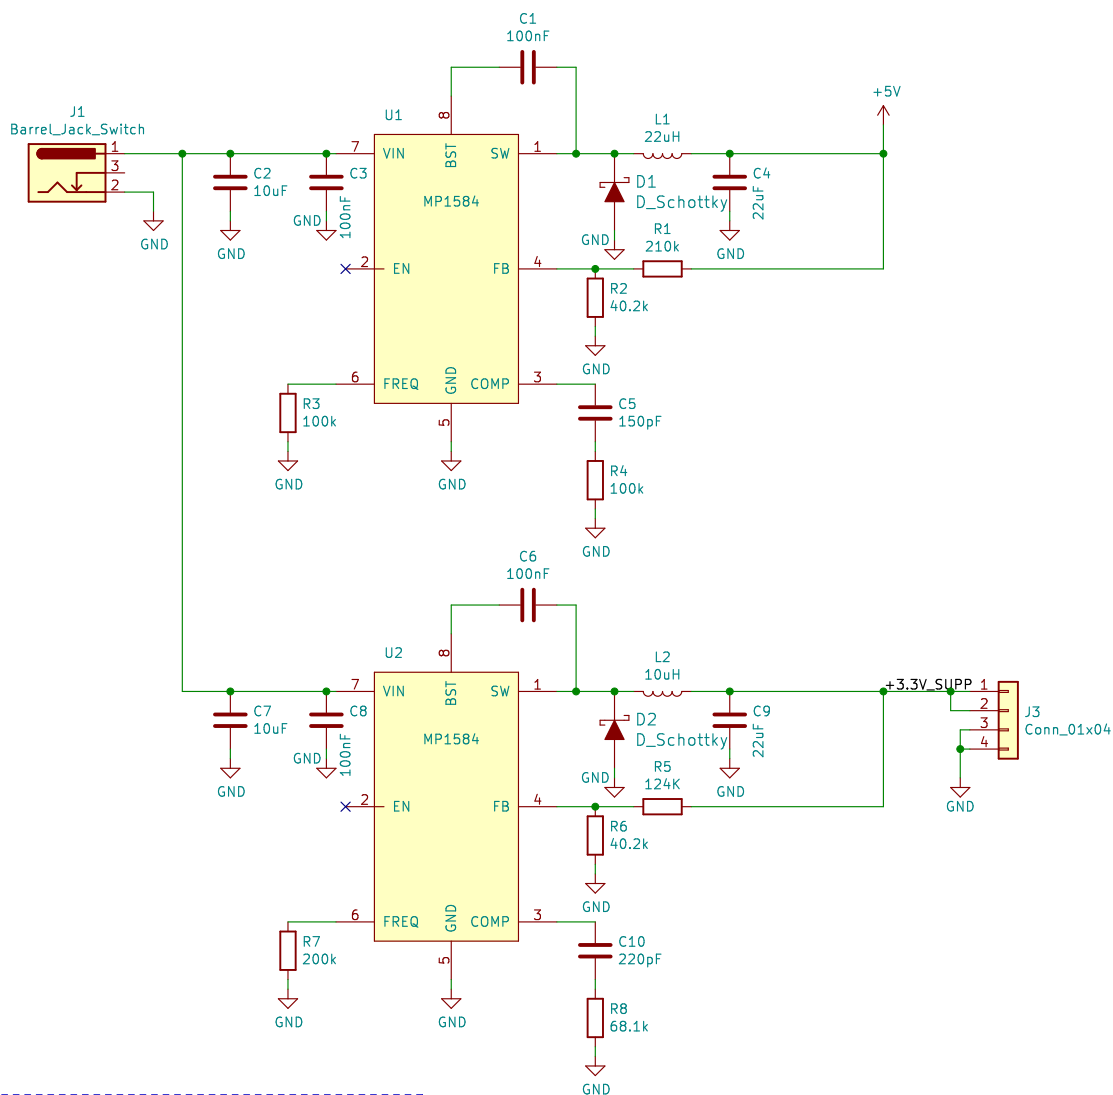 C1
100nF
J1
Barrel_Jack_Switch
1
3
2
GND
U1
8
7
VIN
BST
SW
1
MP1584
2
EN
FB
4
6
FREQ
GND
COMP
3
5
GND
C2
10uF
GND
C3
100nF
GND
L1
22uH
+5V
D1
D_Schottky
GND
C4
22uF
GND
R1
210k
R2
40.2k
GND
R3
100k
GND
C5
150pF
R4
100k
GND
C6
100nF
U2
8
7
VIN
BST
SW
1
MP1584
2
EN
FB
4
6
FREQ
GND
COMP
3
5
GND
C7
10uF
GND
C8
100nF
GND
L2
10uH
+3.3V_SUPP
1
2
3
4
J3
Conn_01x04
GND
D2
D_Schottky
GND
C9
22uF
GND
R5
124K
R6
40.2k
GND
R7
200k
GND
C10
220pF
R8
68.1k
GND